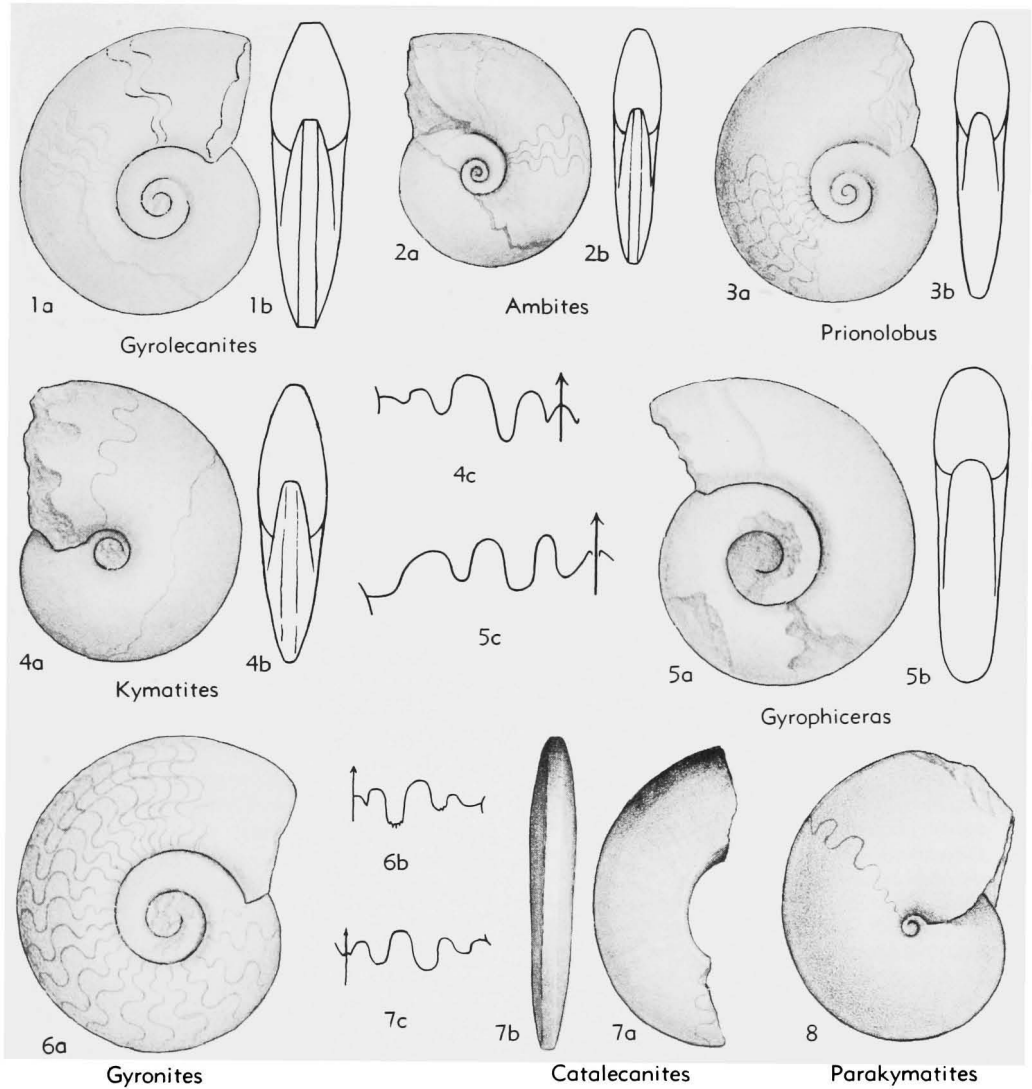 1a
1b
Gyrolecanites
2a
2b
Ambites
3a
3b
Prionolobus
4a
4b
Kymatites
4c
5c
5a
5b
Gyrophiceras
6a
Gyronites
6b
7c
7b
7a
Catalecanites
8
Parakymatites